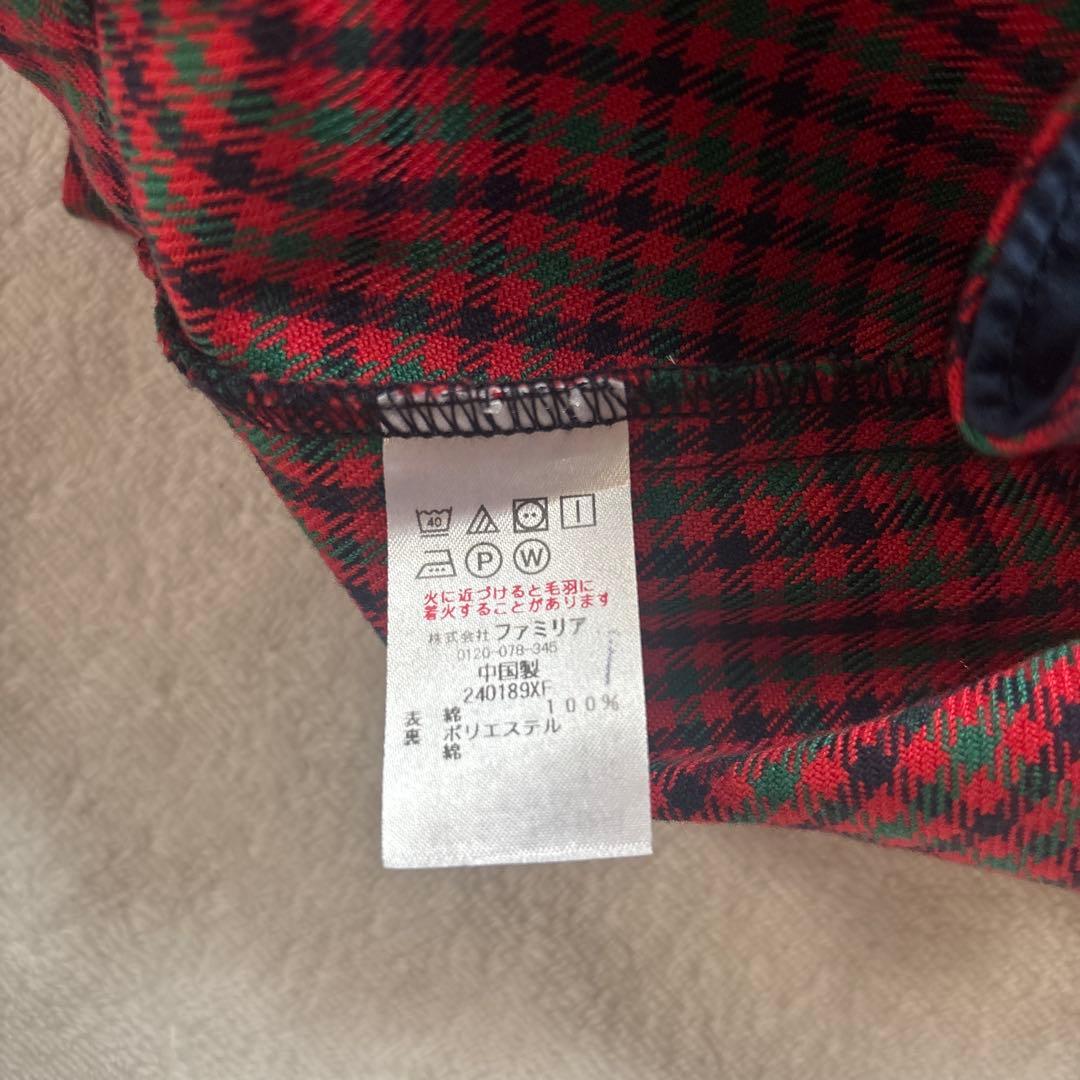 40
P W
火に近づけると毛羽に
着火することがあります
株式会社 ファミリア
0120-078-345
中国製
240189XF
表 綿 100%
裏 ポリエステル
綿